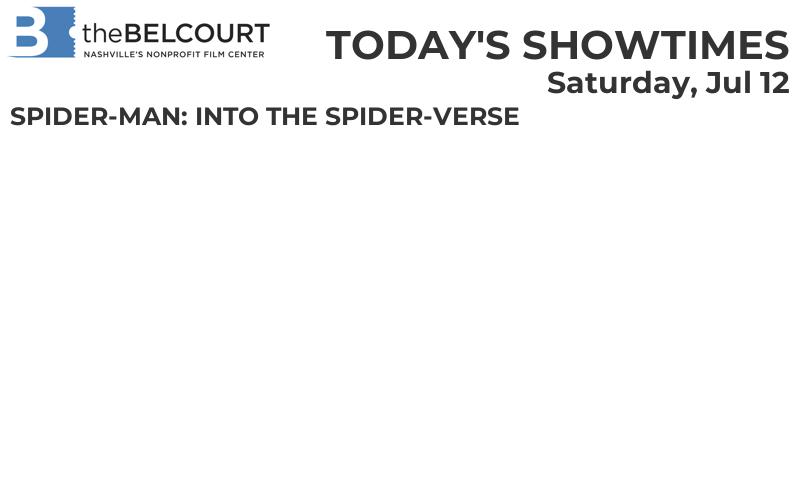 B theBELCOURT
NASHVILLE'S NONPROFIT FILM CENTER
TODAY'S SHOWTIMES
Saturday, Jul 12
SPIDER-MAN: INTO THE SPIDER-VERSE